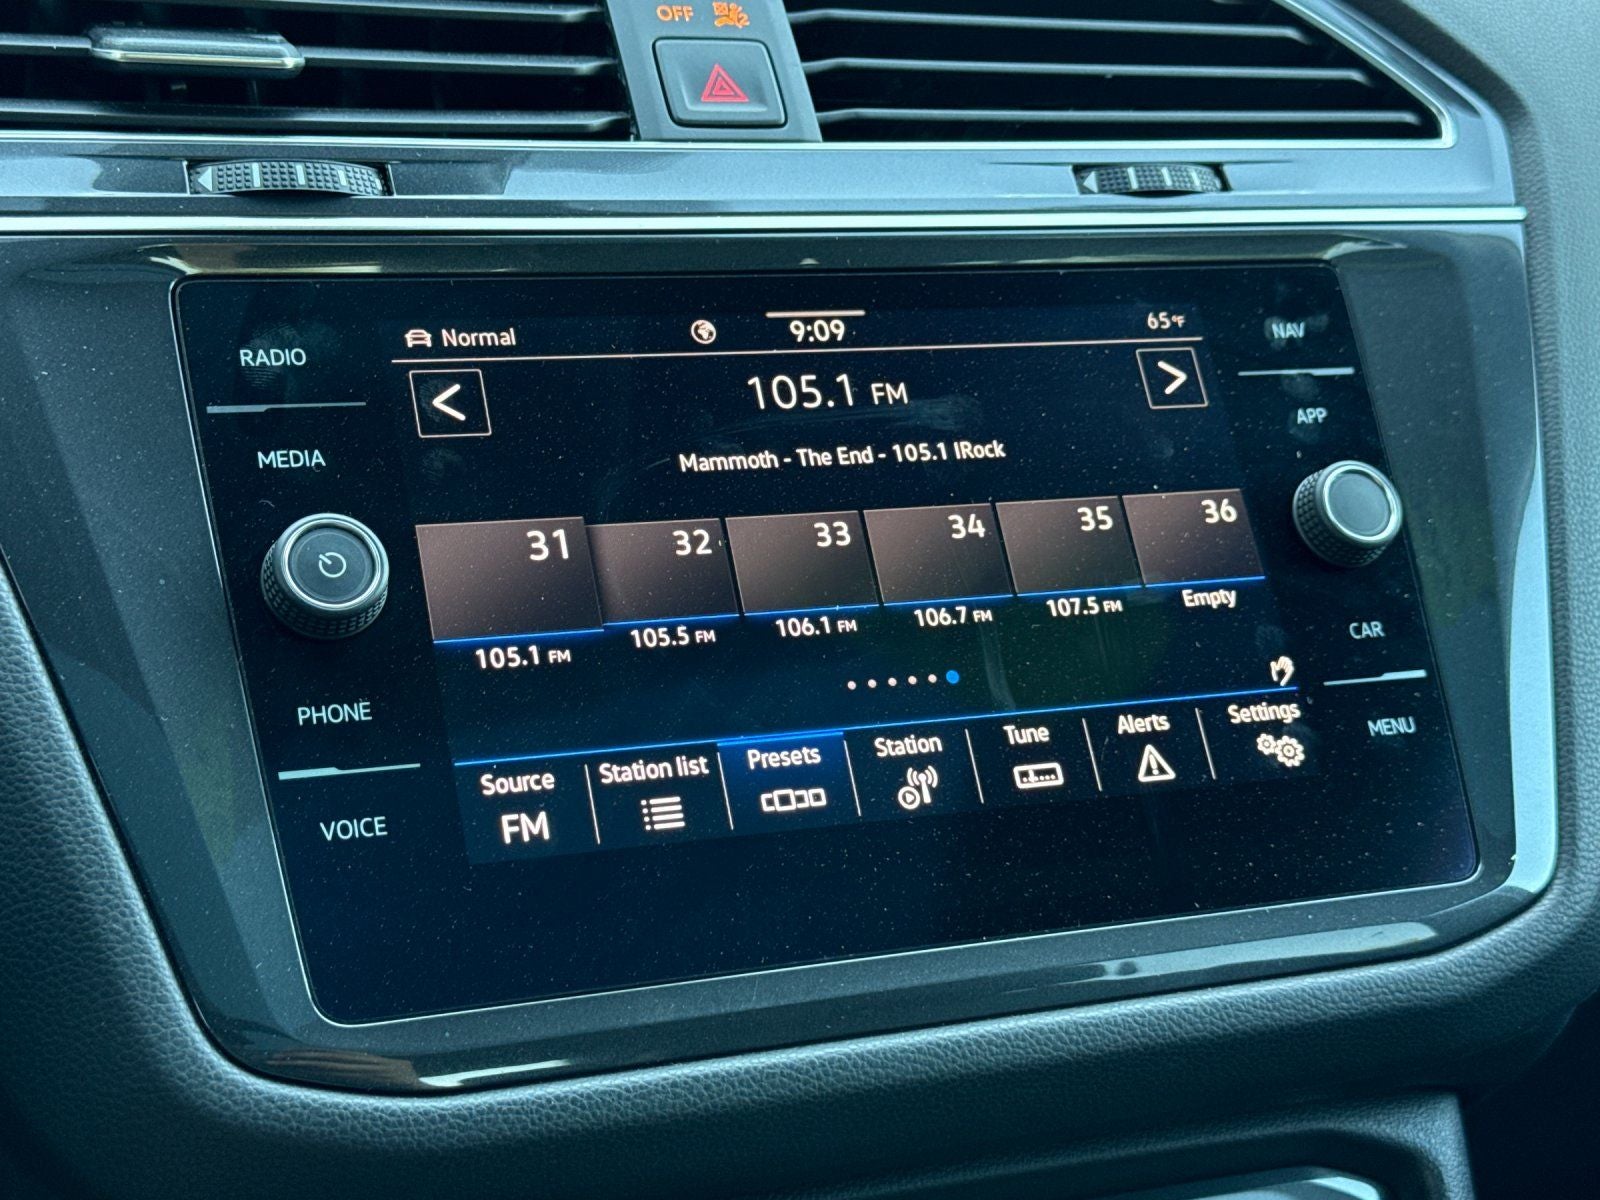 OFF 2
Normal 9:09 65°F
RADIO
NAV
105.1 FM
APP
MEDIA
Mammoth - The End - 105.1 IRock
31 32 33 34 35 36
105.1 FM 105.5 FM 106.1 FM 106.7 FM 107.5 FM Empty
CAR
PHONE
MENU
Source Station list Presets Station Tune Alerts Settings
FM
VOICE